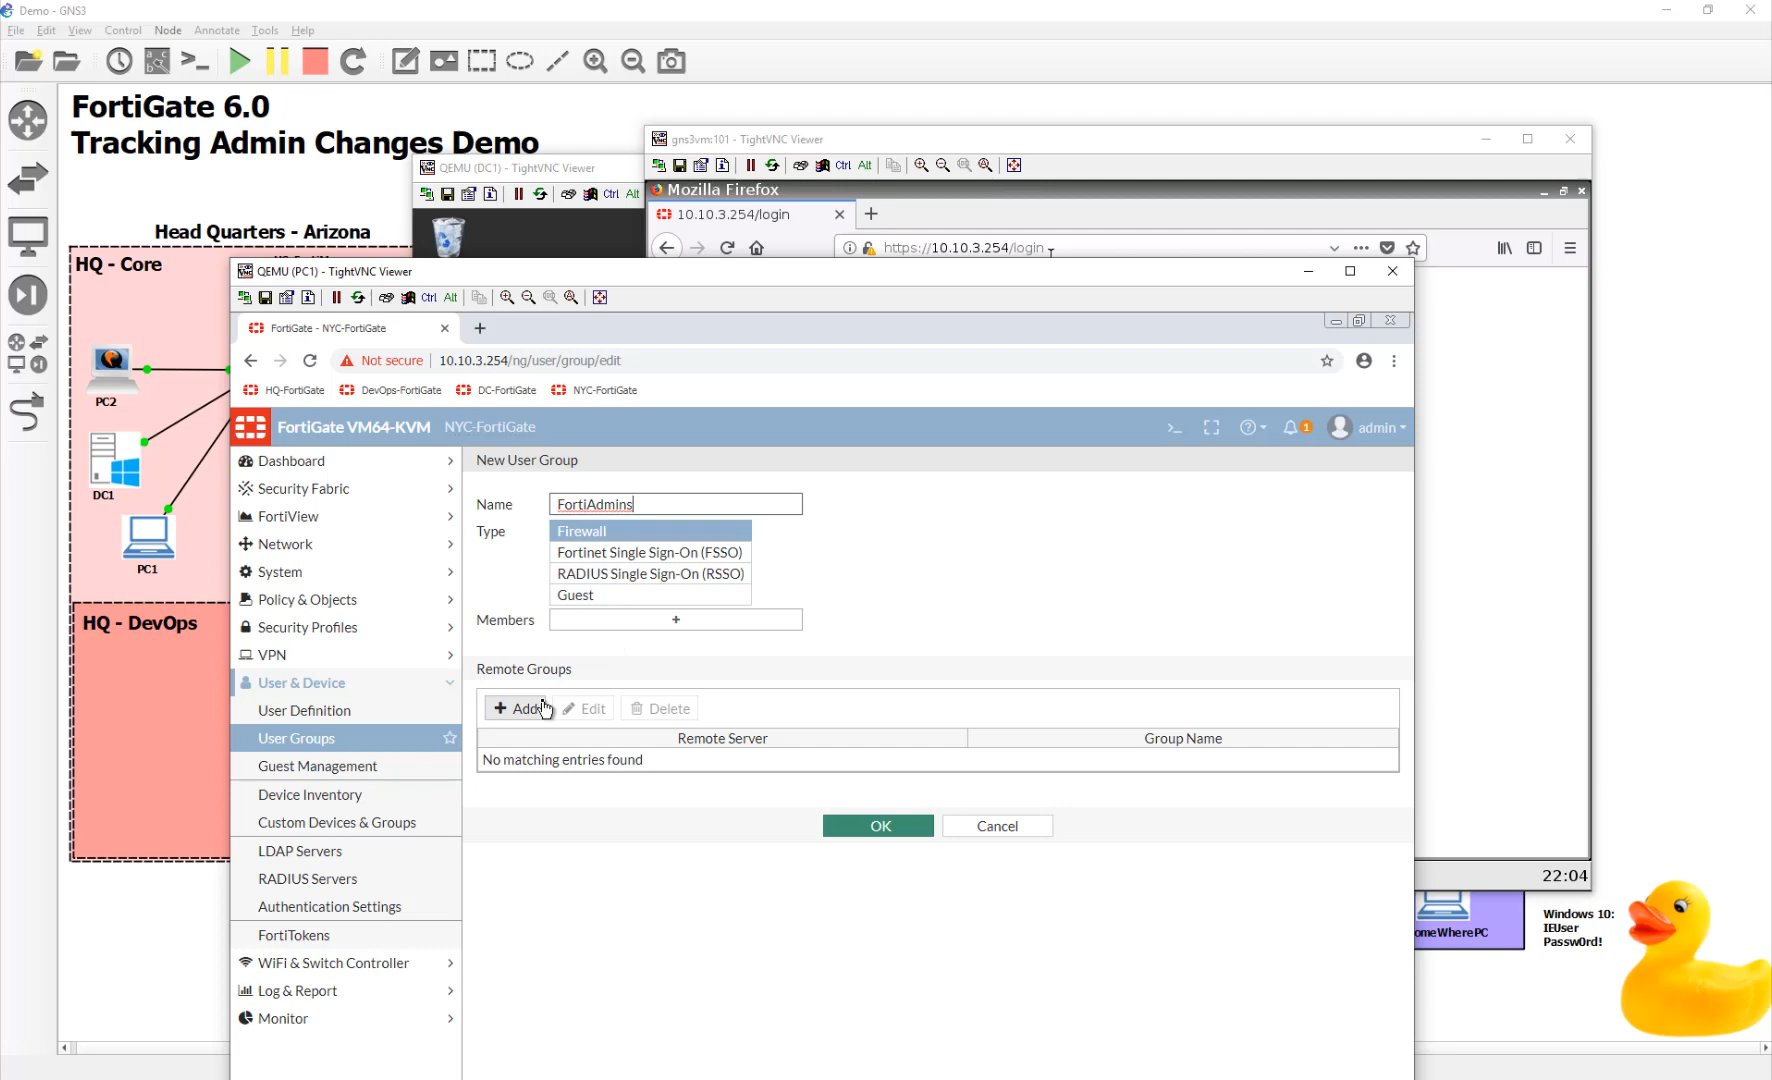 Demo - GNS3
File Edit View Control Node Annotate Tools Help
FortiGate 6.0
Tracking Admin Changes Demo
Head Quarters - Arizona
HQ - Core
PC2
DC1
PC1
HQ - DevOps
QEMU (DC1) - TightVNC Viewer
Ctrl Alt
gns3vm:101 - TightVNC Viewer
Ctrl Alt
Mozilla Firefox
10.10.3.254/login
https://10.10.3.254/login
QEMU (PC1) - TightVNC Viewer
Ctrl Alt
FortiGate - NYC-FortiGate
Not secure 10.10.3.254/ng/user/group/edit
HQ-FortiGate DevOps-FortiGate DC-FortiGate NYC-FortiGate
FortiGate VM64-KVM NYC-FortiGate
1 admin
Dashboard
Security Fabric
FortiView
Network
System
Policy & Objects
Security Profiles
VPN
User & Device
User Definition
User Groups
Guest Management
Device Inventory
Custom Devices & Groups
LDAP Servers
RADIUS Servers
Authentication Settings
FortiTokens
WiFi & Switch Controller
Log & Report
Monitor
New User Group
Name FortiAdmins
Type Firewall
Fortinet Single Sign-On (FSSO)
RADIUS Single Sign-On (RSSO)
Guest
Members +
Remote Groups
+ Add Edit Delete
Remote Server Group Name
No matching entries found
OK Cancel
22:04
omeWherePC
Windows 10:
IEUser
Passw0rd!